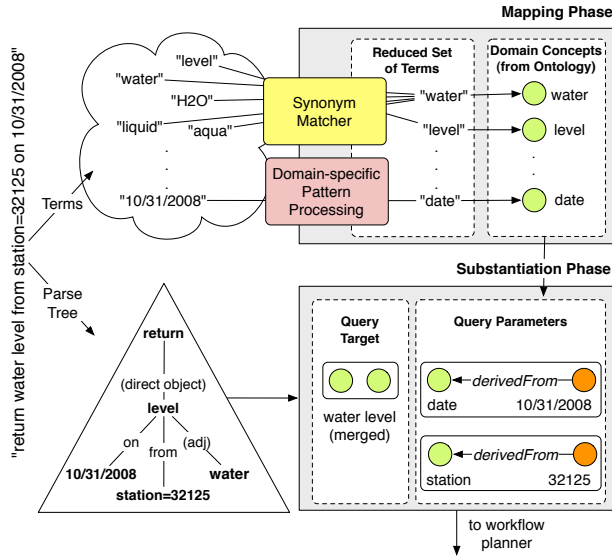 "return water level from station=32125 on 10/31/2008"
Terms
Parse
Tree
"level"
"water"
"H2O"
"liquid"
"aqua"
.
.
.
"10/31/2008"
Mapping Phase
Synonym
Matcher
Domain-specific
Pattern
Processing
Reduced Set
of Terms
"water"
"level"
.
.
.
"date"
Domain Concepts
(from Ontology)
water
level
.
.
.
date
return
(direct object)
level
on
from
(adj)
10/31/2008
water
station=32125
Substantiation Phase
Query
Target
water level
(merged)
Query Parameters
derivedFrom
date
10/31/2008
derivedFrom
station
32125
to workflow
planner